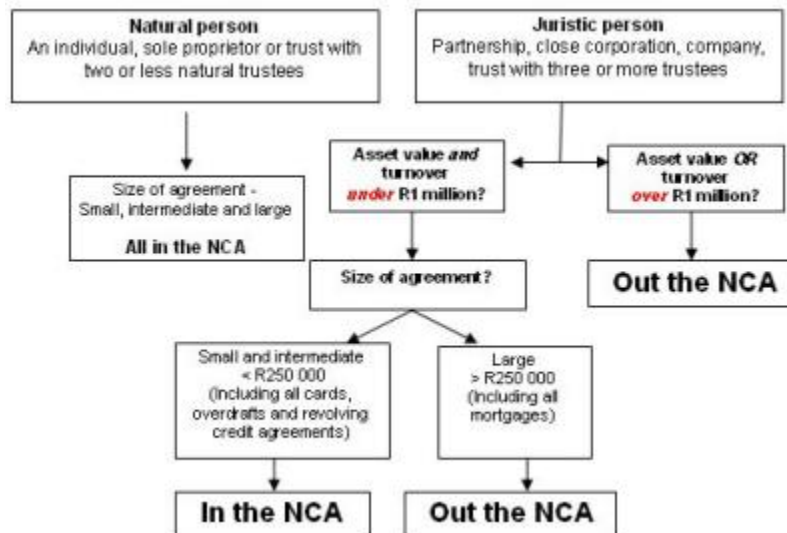 Natural person
An individual, sole proprietor or trust with
two or less natural trustees
Juristic person
Partnership, close corporation, company,
trust with three or more trustees
Size of agreement -
Small, intermediate and large
All in the NCA
Asset value and
turnover
under R1 million?
Asset value OR
turnover
over R1 million?
Size of agreement?
Out the NCA
Small and intermediate
< R250 000
(Including all cards,
overdrafts and revolving
credit agreements)
Large
> R250 000
(Including all
mortgages)
In the NCA
Out the NCA